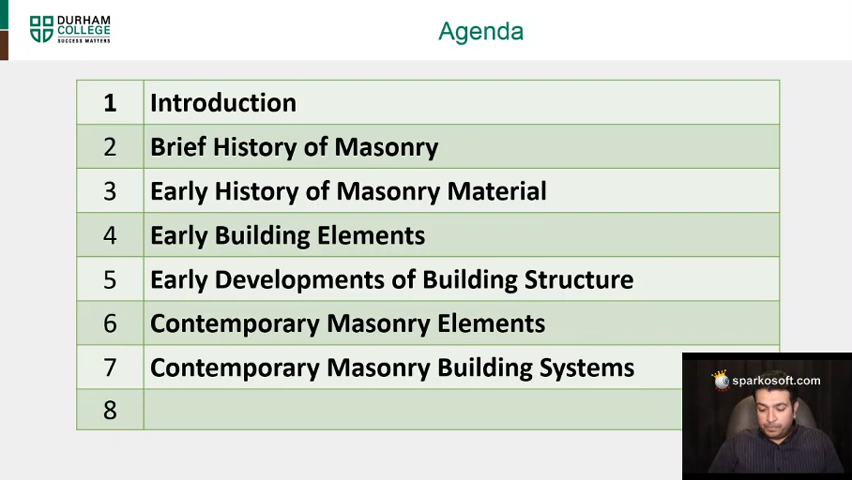 DURHAM
COLLEGE
SUCCESS MATTERS
Agenda
1 Introduction
2 Brief History of Masonry
3 Early History of Masonry Material
4 Early Building Elements
5 Early Developments of Building Structure
6 Contemporary Masonry Elements
7 Contemporary Masonry Building Systems
8
sparkosoft.com